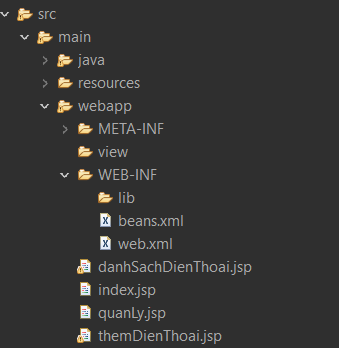 src
main
java
resources
webapp
META-INF
view
WEB-INF
lib
beans.xml
web.xml
danhSachDienThoai.jsp
index.jsp
quanLy.jsp
themDienThoai.jsp